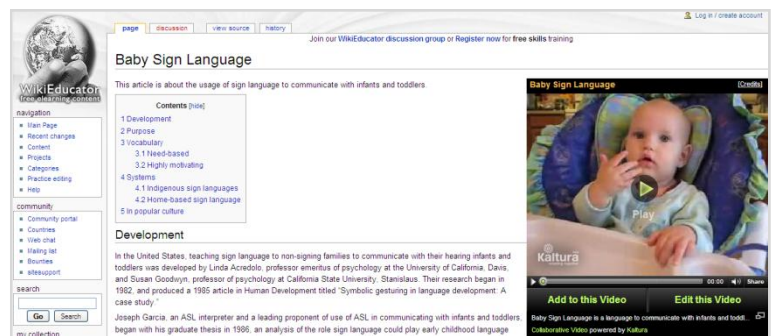 Log in / create account
page discussion view source history
Join our WikiEducator discussion group or Register now for free skills training
Baby Sign Language
This article is about the usage of sign language to communicate with infants and toddlers.
Contents [hide]
1 Development
2 Purpose
3 Vocabulary
3.1 Need-based
3.2 Highly motivating
4 Systems
4.1 Indigenous sign languages
4.2 Home-based sign language
5 In popular culture
Development
In the United States, teaching sign language to non-signing families to communicate with their hearing infants and
toddlers was developed by Linda Acredolo, professor emeritus of psychology at the University of California, Davis,
and Susan Goodwyn, professor of psychology at California State University, Stanislaus. Their research began in
1982, and produced a 1985 article in Human Development titled "Symbolic gesturing in language development: A
case study."
Joseph Garcia, an ASL interpreter and a leading proponent of use of ASL in communicating with infants and toddlers,
began with his graduate thesis in 1986, an analysis of the role sign language could play early childhood language
WikiEducator
free elearning content
navigation
Main Page
Recent changes
Content
Projects
Categories
Practice editing
Help
community
Community portal
Countries
Web chat
Mailing list
Bounties
sitesupport
search
Go Search
my collection
Baby Sign Language [Credits]
Play
Kaltura
00:00 Share
Add to this Video Edit this Video
Baby Sign Language is a language to communicate with infants and toddl...
Collaborative Video powered by Kaltura